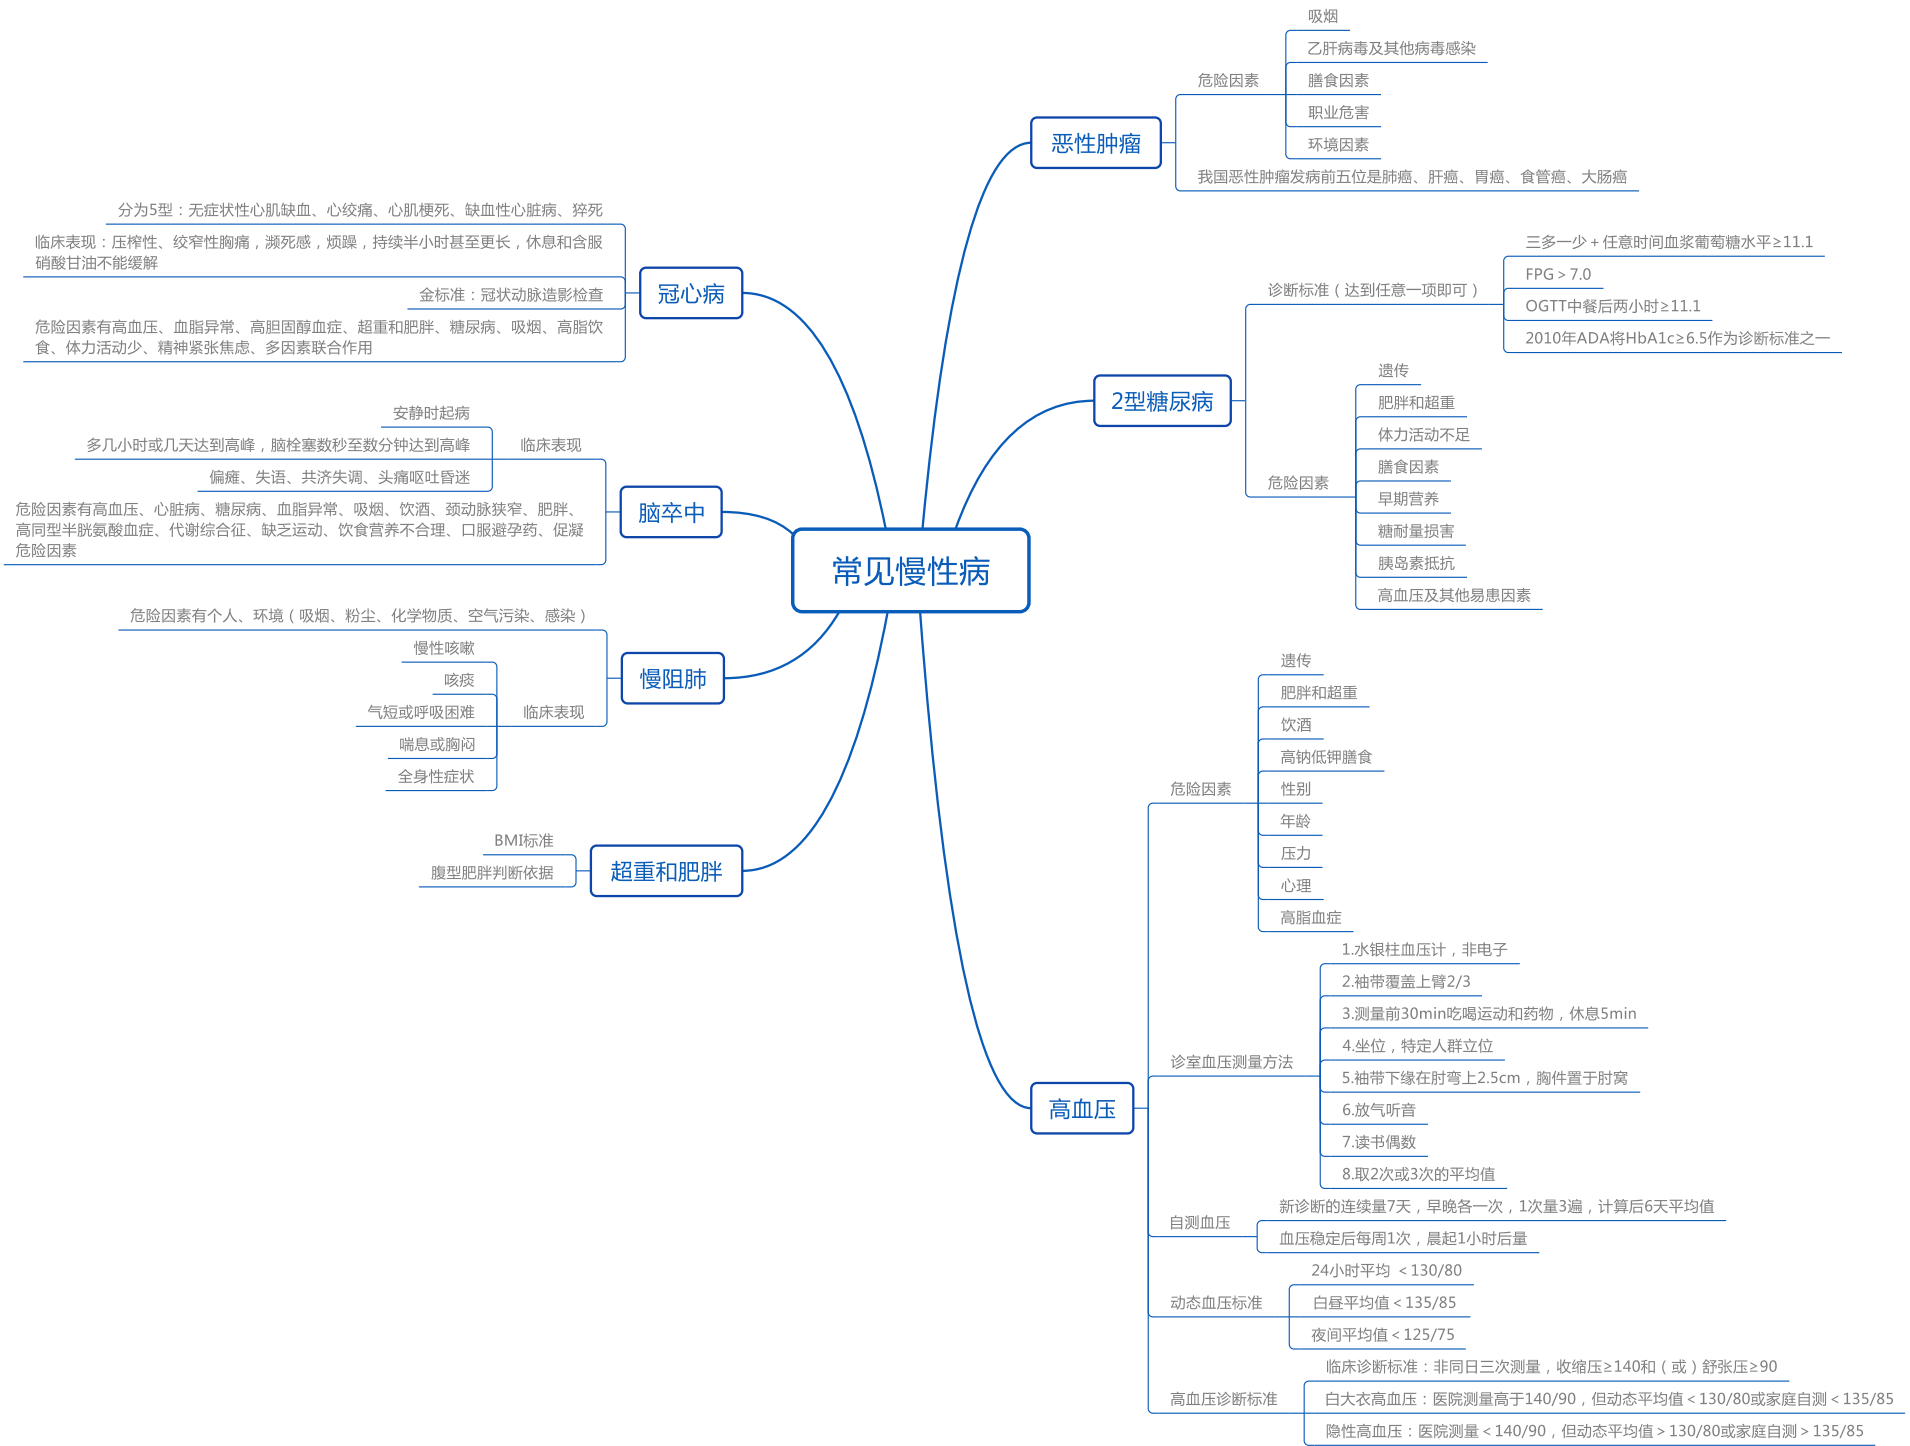 常见慢性病
恶性肿瘤
危险因素
吸烟
乙肝病毒及其他病毒感染
膳食因素
职业危害
环境因素
我国恶性肿瘤发病前五位是肺癌、肝癌、胃癌、食管癌、大肠癌
2型糖尿病
诊断标准（达到任意一项即可）
三多一少＋任意时间血浆葡萄糖水平≥11.1
FPG＞7.0
OGTT中餐后两小时≥11.1
2010年ADA将HbA1c≥6.5作为诊断标准之一
危险因素
遗传
肥胖和超重
体力活动不足
膳食因素
早期营养
糖耐量损害
胰岛素抵抗
高血压及其他易患因素
高血压
危险因素
遗传
肥胖和超重
饮酒
高钠低钾膳食
性别
年龄
压力
心理
高脂血症
诊室血压测量方法
1.水银柱血压计，非电子
2.袖带覆盖上臂2/3
3.测量前30min吃喝运动和药物，休息5min
4.坐位，特定人群立位
5.袖带下缘在肘弯上2.5cm，胸件置于肘窝
6.放气听音
7.读书偶数
8.取2次或3次的平均值
自测血压
新诊断的连续量7天，早晚各一次，1次量3遍，计算后6天平均值
血压稳定后每周1次，晨起1小时后量
动态血压标准
24小时平均 ＜130/80
白昼平均值＜135/85
夜间平均值＜125/75
高血压诊断标准
临床诊断标准：非同日三次测量，收缩压≥140和（或）舒张压≥90
白大衣高血压：医院测量高于140/90，但动态平均值＜130/80或家庭自测＜135/85
隐性高血压：医院测量＜140/90，但动态平均值＞130/80或家庭自测＞135/85
冠心病
分为5型：无症状性心肌缺血、心绞痛、心肌梗死、缺血性心脏病、猝死
临床表现：压榨性、绞窄性胸痛，濒死感，烦躁，持续半小时甚至更长，休息和含服
硝酸甘油不能缓解
金标准：冠状动脉造影检查
危险因素有高血压、血脂异常、高胆固醇血症、超重和肥胖、糖尿病、吸烟、高脂饮
食、体力活动少、精神紧张焦虑、多因素联合作用
脑卒中
临床表现
安静时起病
多几小时或几天达到高峰，脑栓塞数秒至数分钟达到高峰
偏瘫、失语、共济失调、头痛呕吐昏迷
危险因素有高血压、心脏病、糖尿病、血脂异常、吸烟、饮酒、颈动脉狭窄、肥胖、
高同型半胱氨酸血症、代谢综合征、缺乏运动、饮食营养不合理、口服避孕药、促凝
危险因素
慢阻肺
危险因素有个人、环境（吸烟、粉尘、化学物质、空气污染、感染）
临床表现
慢性咳嗽
咳痰
气短或呼吸困难
喘息或胸闷
全身性症状
超重和肥胖
BMI标准
腹型肥胖判断依据